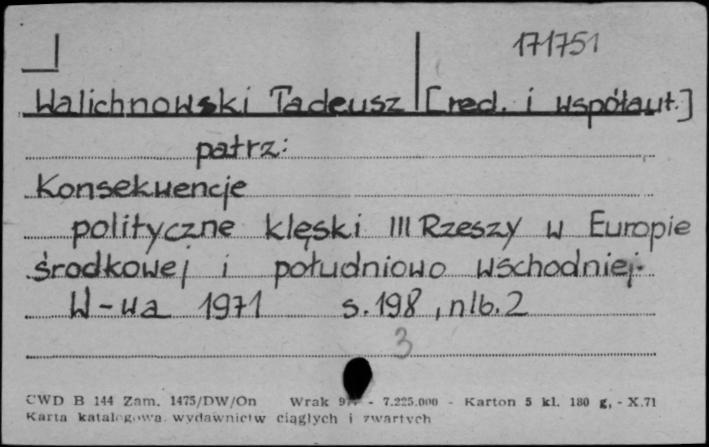 171751
Walichnowski Tadeusz [red. i współaut.]
patrz:
Konsekwencje
polityczne klęski III Rzeszy w Europie
środkowej i południowo wschodniej.
W-wa 1971 s. 198, nlb. 2
3
CWD B 144 Zam. 1475/DW/On Wrak - 7.225.000 - Karton 5 kl. 180 g, - X.71
Karta katalogowa wydawnictw ciągłych i zwartych